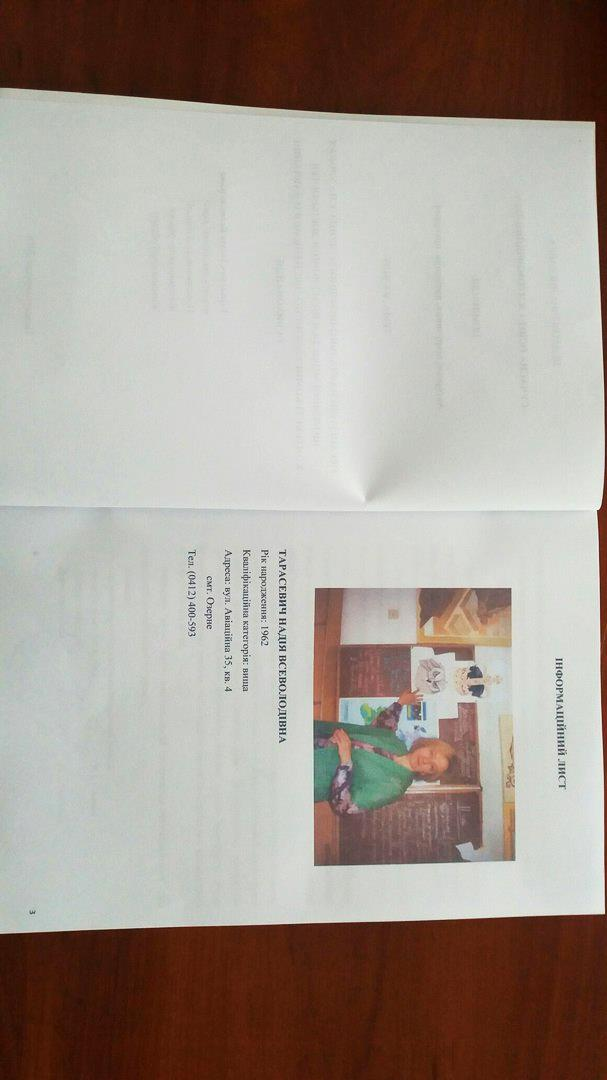 ІНФОРМАЦІЙНИЙ ЛИСТ
ТАРАСЕВИЧ НАДІЯ ВСЕВОЛОДІВНА
Рік народження: 1962
Кваліфікаційна категорія: вища
Адреса: вул. Авіаційна 35, кв. 4
смт. Озерне
Тел. (0412) 400-593
3